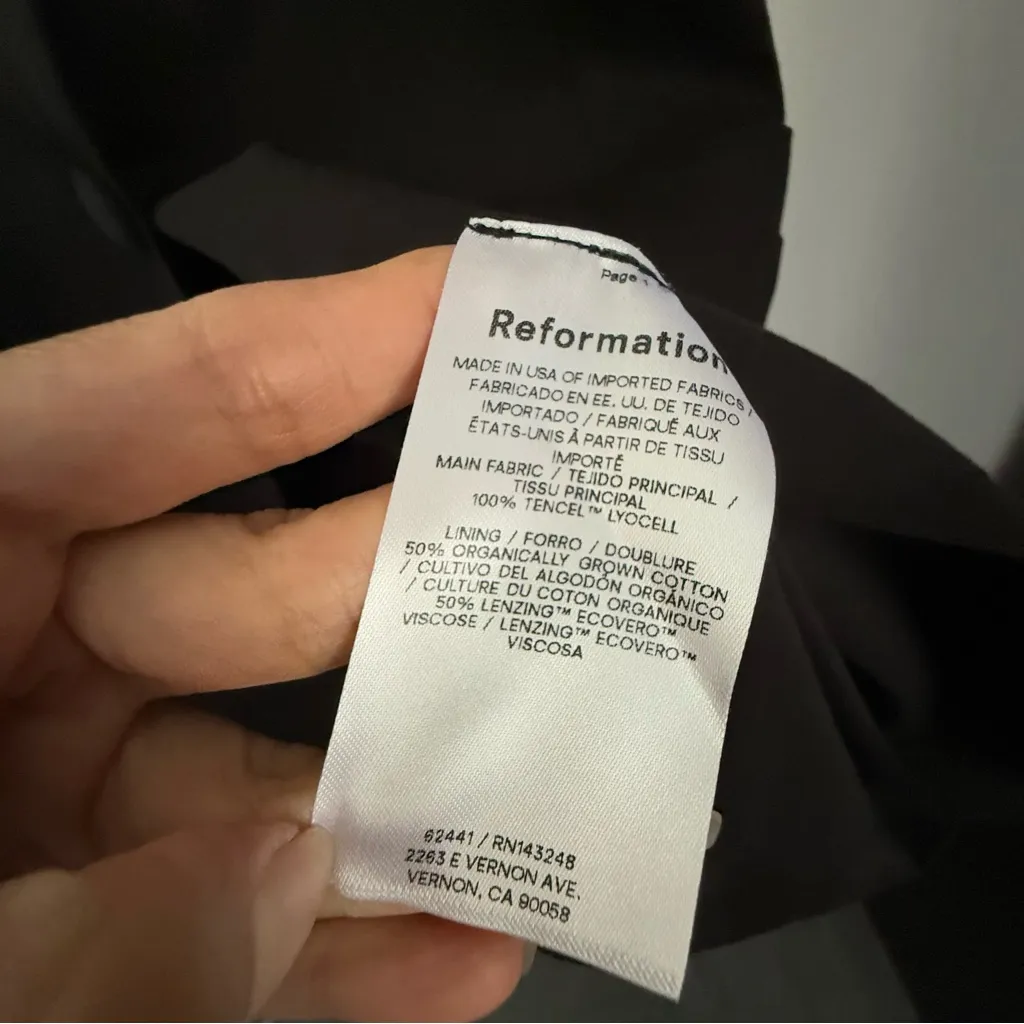 Page 1
Reformation
MADE IN USA OF IMPORTED FABRICS /
FABRICADO EN EE. UU. DE TEJIDO
IMPORTADO / FABRIQUÉ AUX
ÉTATS-UNIS À PARTIR DE TISSU
IMPORTÉ
MAIN FABRIC / TEJIDO PRINCIPAL /
TISSU PRINCIPAL
100% TENCEL™ LYOCELL
LINING / FORRO / DOUBLURE
50% ORGANICALLY GROWN COTTON
/ CULTIVO DEL ALGODÓN ORGÁNICO
/ CULTURE DU COTON ORGANIQUE
50% LENZING™ ECOVERO™
VISCOSE / LENZING™ ECOVERO™
VISCOSA
62441 / RN143248
2263 E VERNON AVE.
VERNON, CA 90058